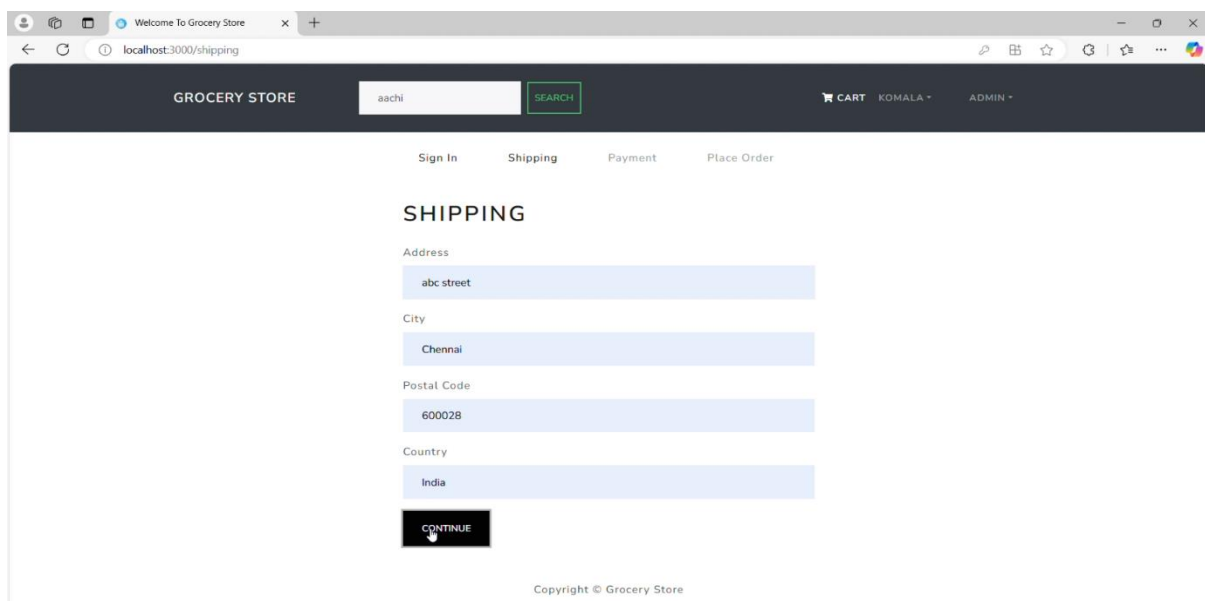 Welcome To Grocery Store
localhost:3000/shipping
GROCERY STORE aachi SEARCH CART KOMALA ADMIN
Sign In Shipping Payment Place Order
SHIPPING
Address
abc street
City
Chennai
Postal Code
600028
Country
India
CONTINUE
Copyright © Grocery Store